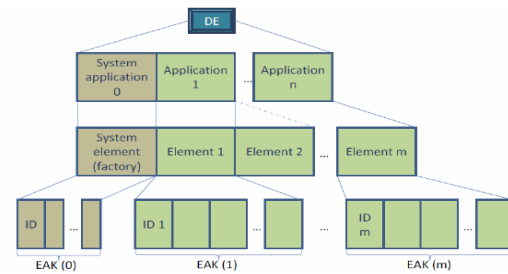 DE
System
application
0
Application
1
...
Application
n
System
element
(factory)
Element 1
Element 2
...
Element m
ID
...
ID 1
...
...
ID
m
...
EAK (0)
EAK (1)
EAK (m)